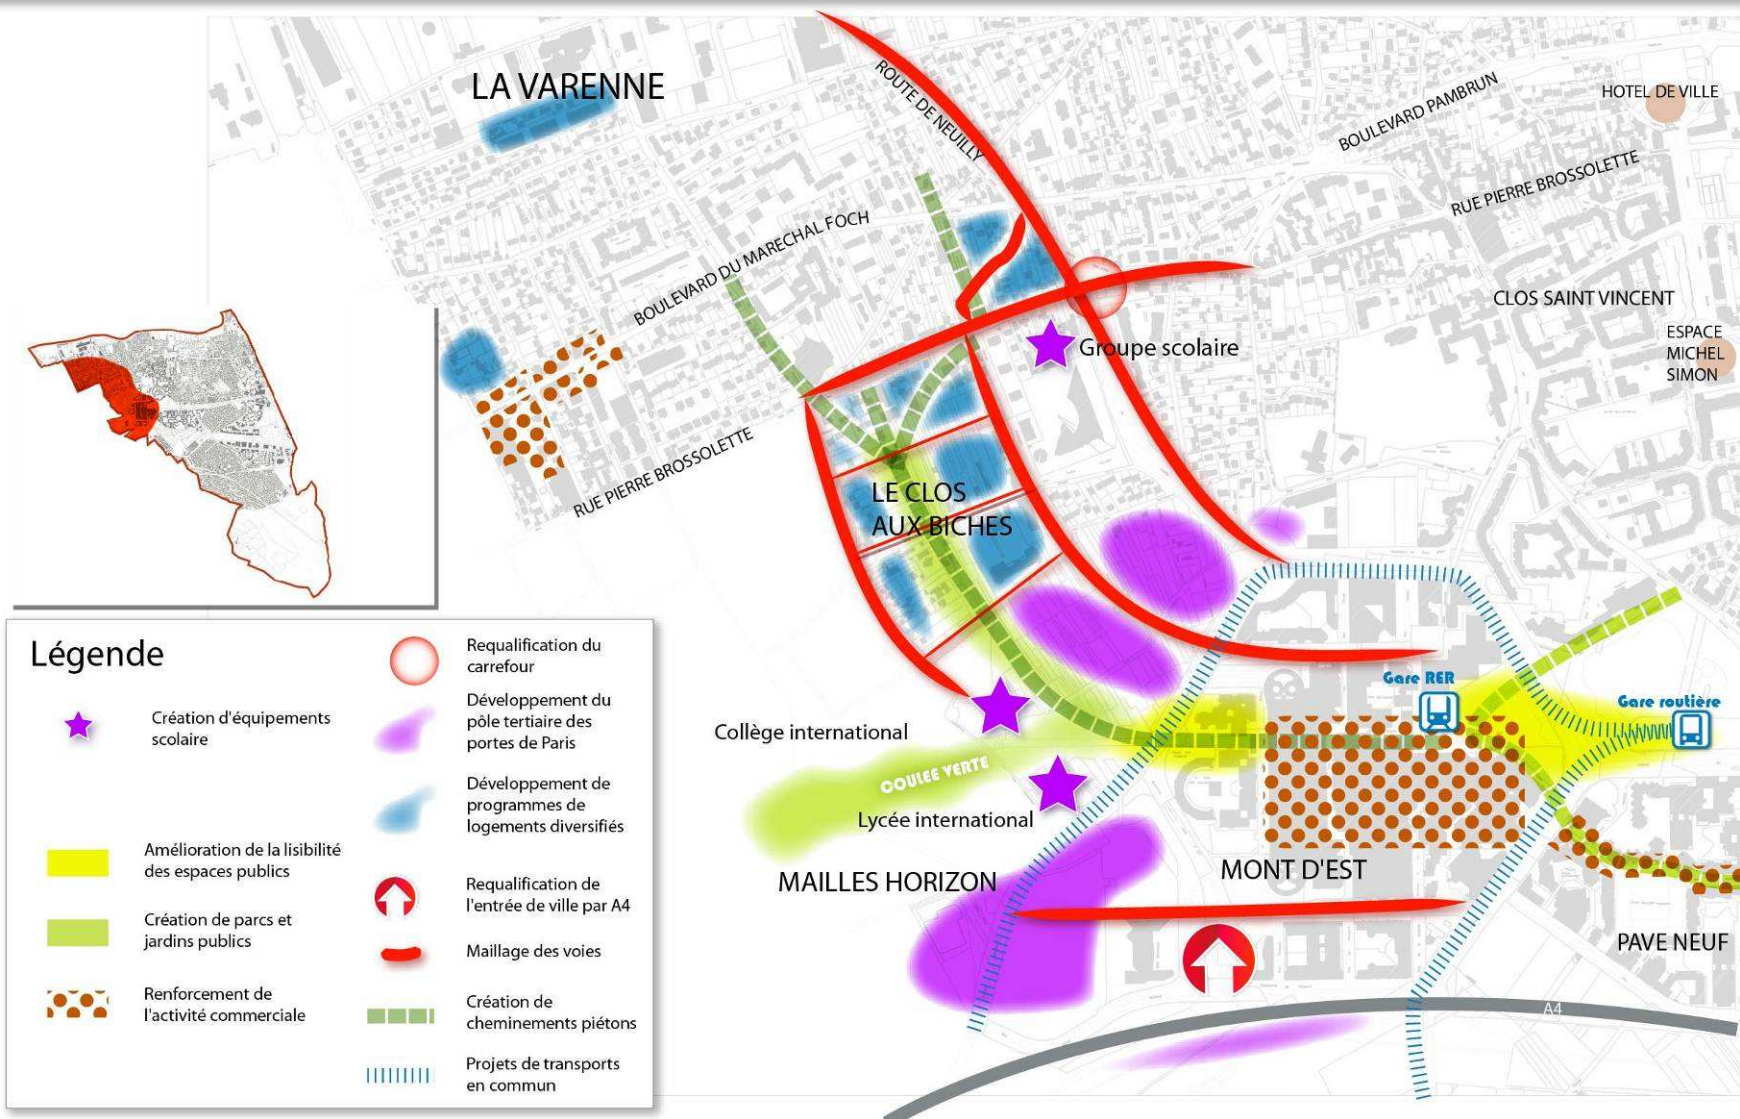 LA VARENNE
ROUTE DE NEUILLY
BOULEVARD PAMBRUN
HOTEL DE VILLE
RUE PIERRE BROSSOLETTE
BOULEVARD DU MARECHAL FOCH
CLOS SAINT VINCENT
ESPACE
MICHEL
SIMON
Groupe scolaire
RUE PIERRE BROSSOLETTE
LE CLOS
AUX BICHES
Gare RER
Gare routière
Collège international
COULEE VERTE
Lycée international
MAILLES HORIZON
MONT D'EST
PAVE NEUF
A4
Légende
Création d'équipements
scolaire
Amélioration de la lisibilité
des espaces publics
Création de parcs et
jardins publics
Renforcement de
l'activité commerciale
Requalification du
carrefour
Développement du
pôle tertiaire des
portes de Paris
Développement de
programmes de
logements diversifiés
Requalification de
l'entrée de ville par A4
Maillage des voies
Création de
cheminements piétons
Projets de transports
en commun